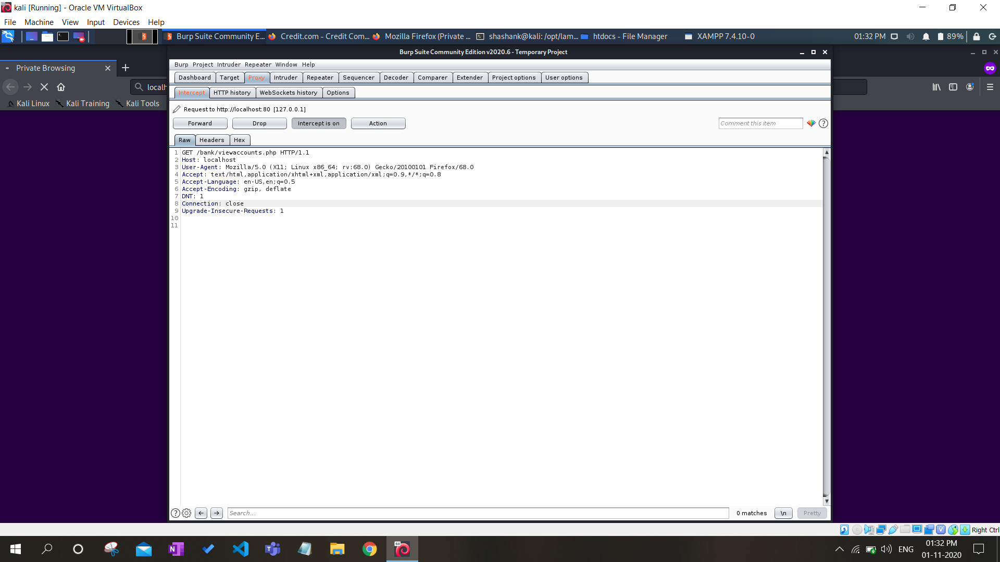 kali [Running] - Oracle VM VirtualBox
File Machine View Input Devices Help
Burp Suite Community E... Credit.com - Credit Com... Mozilla Firefox (Private ... shashank@kali: /opt/lam... htdocs - File Manager XAMPP 7.4.10-0 01:32 PM 89%
Burp Suite Community Edition v2020.6 - Temporary Project
Private Browsing
Burp Project Intruder Repeater Window Help
Dashboard Target Proxy Intruder Repeater Sequencer Decoder Comparer Extender Project options User options
localh
Intercept HTTP history WebSockets history Options
Kali Linux Kali Training Kali Tools
Request to http://localhost:80 [127.0.0.1]
Forward Drop Intercept is on Action Comment this item ?
Raw Headers Hex
1 GET /bank/viewaccounts.php HTTP/1.1
2 Host: localhost
3 User-Agent: Mozilla/5.0 (X11; Linux x86_64; rv:68.0) Gecko/20100101 Firefox/68.0
4 Accept: text/html,application/xhtml+xml,application/xml;q=0.9,*/*;q=0.8
5 Accept-Language: en-US,en;q=0.5
6 Accept-Encoding: gzip, deflate
7 DNT: 1
8 Connection: close
9 Upgrade-Insecure-Requests: 1
10
11
? Search... 0 matches \n Pretty
Right Ctrl
ENG 01:32 PM
01-11-2020